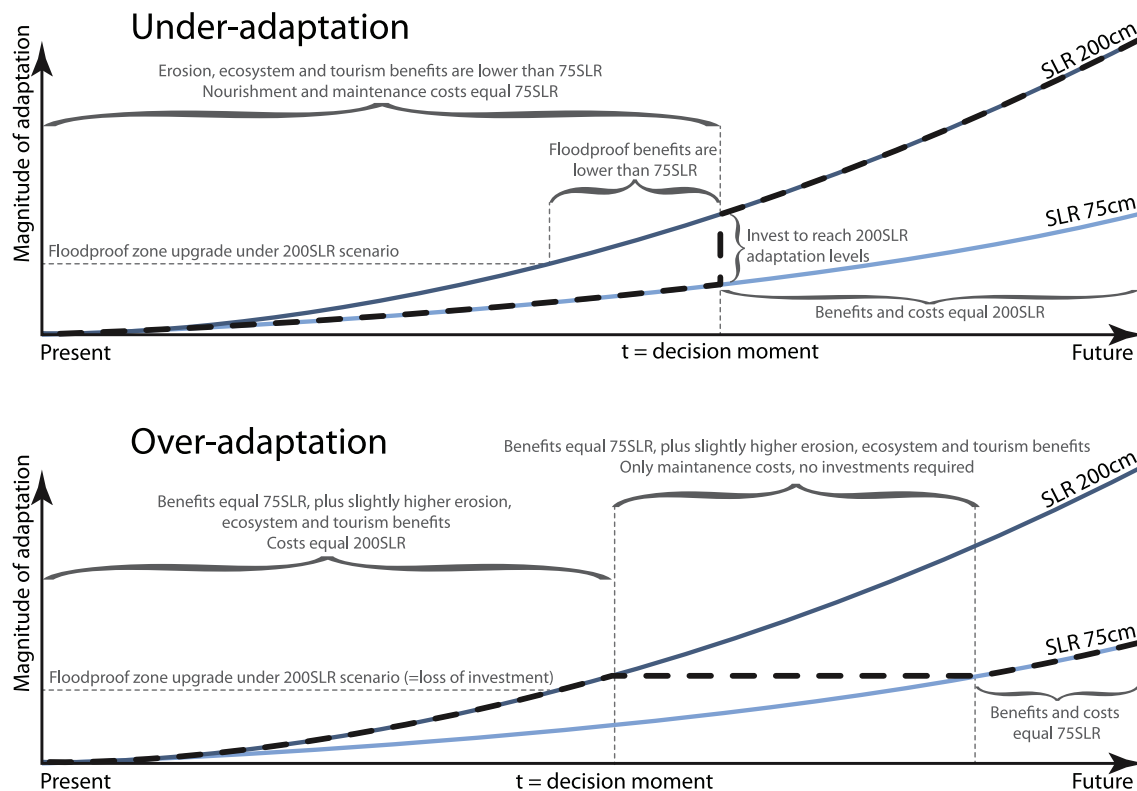 Under-adaptation
Magnitude of adaptation
Erosion, ecosystem and tourism benefits are lower than 75SLR
Nourishment and maintenance costs equal 75SLR
Floodproof benefits are
lower than 75SLR
SLR 200cm
SLR 75cm
Floodproof zone upgrade under 200SLR scenario
Invest to reach 200SLR
adaptation levels
Benefits and costs equal 200SLR
Present
t = decision moment
Future
Over-adaptation
Magnitude of adaptation
Benefits equal 75SLR, plus slightly higher erosion, ecosystem and tourism benefits
Only maintanence costs, no investments required
Benefits equal 75SLR, plus slightly higher erosion,
ecosystem and tourism benefits
Costs equal 200SLR
SLR 200cm
SLR 75cm
Floodproof zone upgrade under 200SLR scenario (=loss of investment)
Benefits and costs
equal 75SLR
Present
t = decision moment
Future